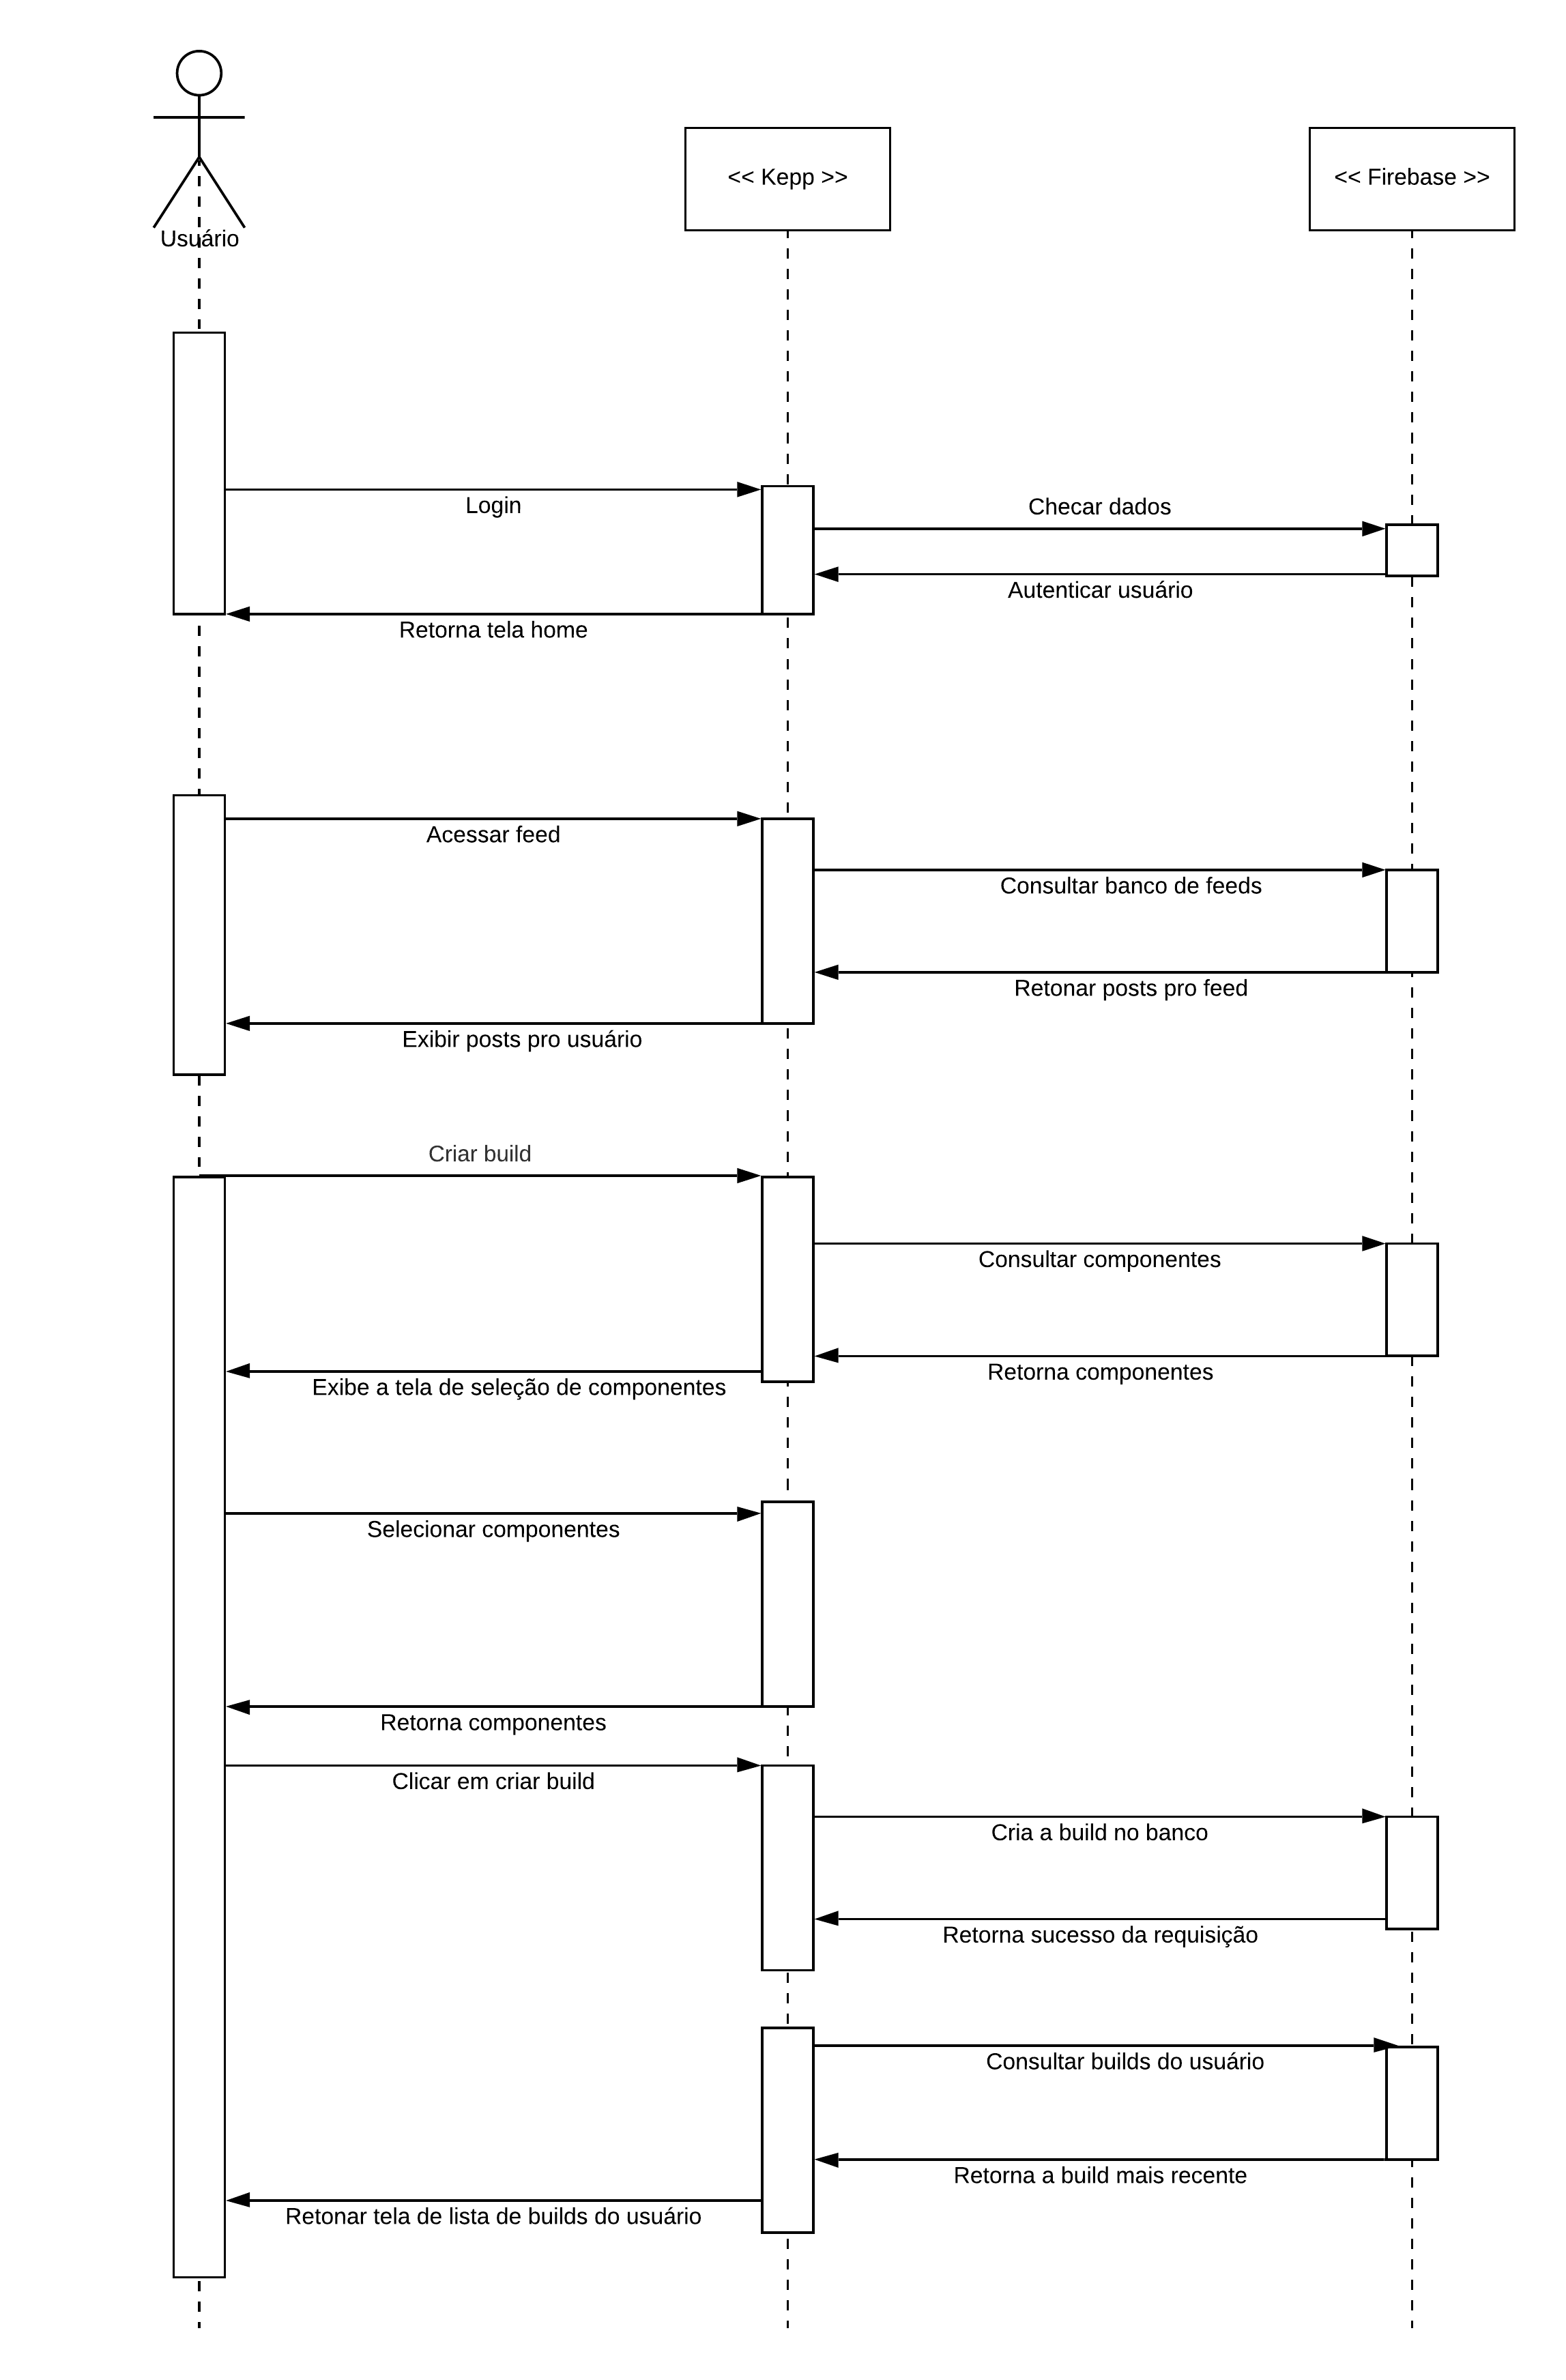 << Kepp >>
<< Firebase >>
Usuário
Login
Checar dados
Autenticar usuário
Retorna tela home
Acessar feed
Consultar banco de feeds
Retonar posts pro feed
Exibir posts pro usuário
Criar build
Consultar componentes
Retorna componentes
Exibe a tela de seleção de componentes
Selecionar componentes
Retorna componentes
Clicar em criar build
Cria a build no banco
Retorna sucesso da requisição
Consultar builds do usuário
Retorna a build mais recente
Retonar tela de lista de builds do usuário